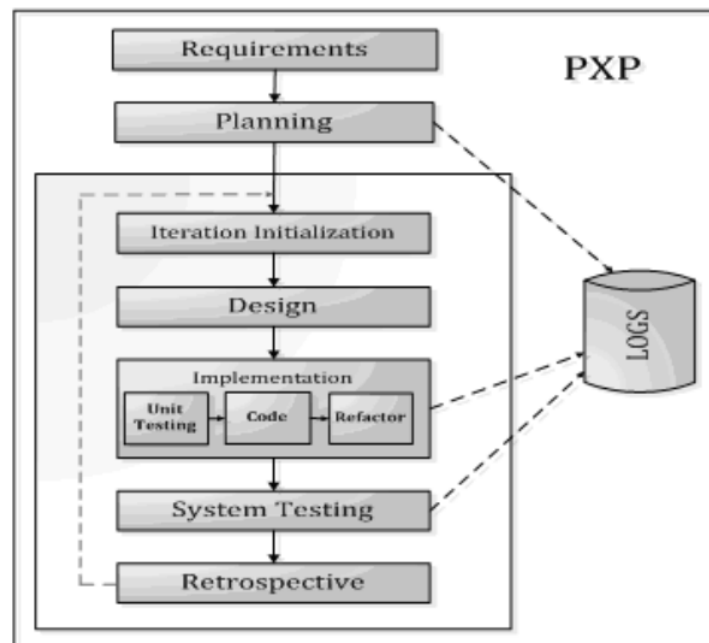 Requirements
PXP
Planning
Iteration Initialization
Design
LOGS
Implementation
Unit
Testing
Code
Refactor
System Testing
Retrospective